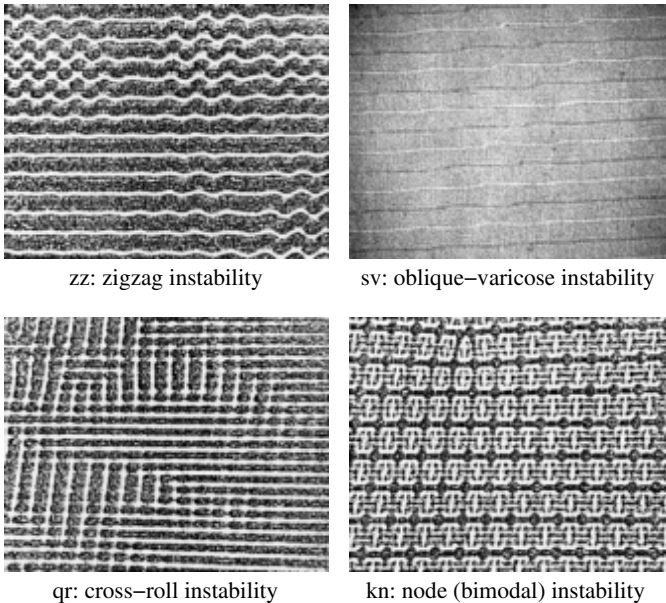 zz: zigzag instability
sv: oblique−varicose instability
qr: cross−roll instability
kn: node (bimodal) instability